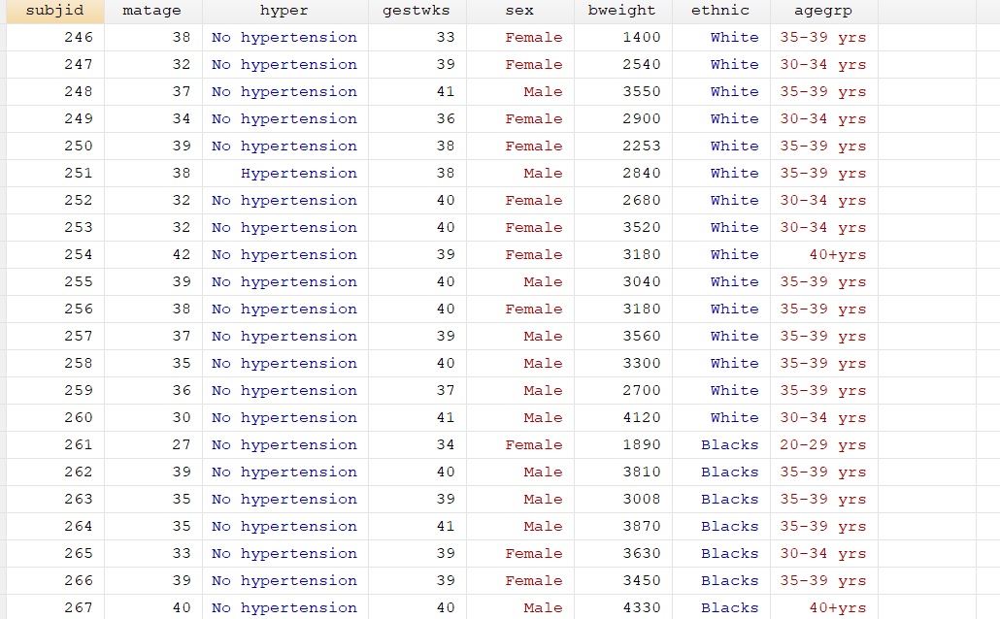 subjid matage hyper gestwks sex bweight ethnic agegrp
246 38 No hypertension 33 Female 1400 White 35-39 yrs
247 32 No hypertension 39 Female 2540 White 30-34 yrs
248 37 No hypertension 41 Male 3550 White 35-39 yrs
249 34 No hypertension 36 Female 2900 White 30-34 yrs
250 39 No hypertension 38 Female 2253 White 35-39 yrs
251 38 Hypertension 38 Male 2840 White 35-39 yrs
252 32 No hypertension 40 Female 2680 White 30-34 yrs
253 32 No hypertension 40 Female 3520 White 30-34 yrs
254 42 No hypertension 39 Female 3180 White 40+yrs
255 39 No hypertension 40 Male 3040 White 35-39 yrs
256 38 No hypertension 40 Female 3180 White 35-39 yrs
257 37 No hypertension 39 Male 3560 White 35-39 yrs
258 35 No hypertension 40 Male 3300 White 35-39 yrs
259 36 No hypertension 37 Male 2700 White 35-39 yrs
260 30 No hypertension 41 Male 4120 White 30-34 yrs
261 27 No hypertension 34 Female 1890 Blacks 20-29 yrs
262 39 No hypertension 40 Male 3810 Blacks 35-39 yrs
263 35 No hypertension 39 Male 3008 Blacks 35-39 yrs
264 35 No hypertension 41 Male 3870 Blacks 35-39 yrs
265 33 No hypertension 39 Female 3630 Blacks 30-34 yrs
266 39 No hypertension 39 Female 3450 Blacks 35-39 yrs
267 40 No hypertension 40 Male 4330 Blacks 40+yrs